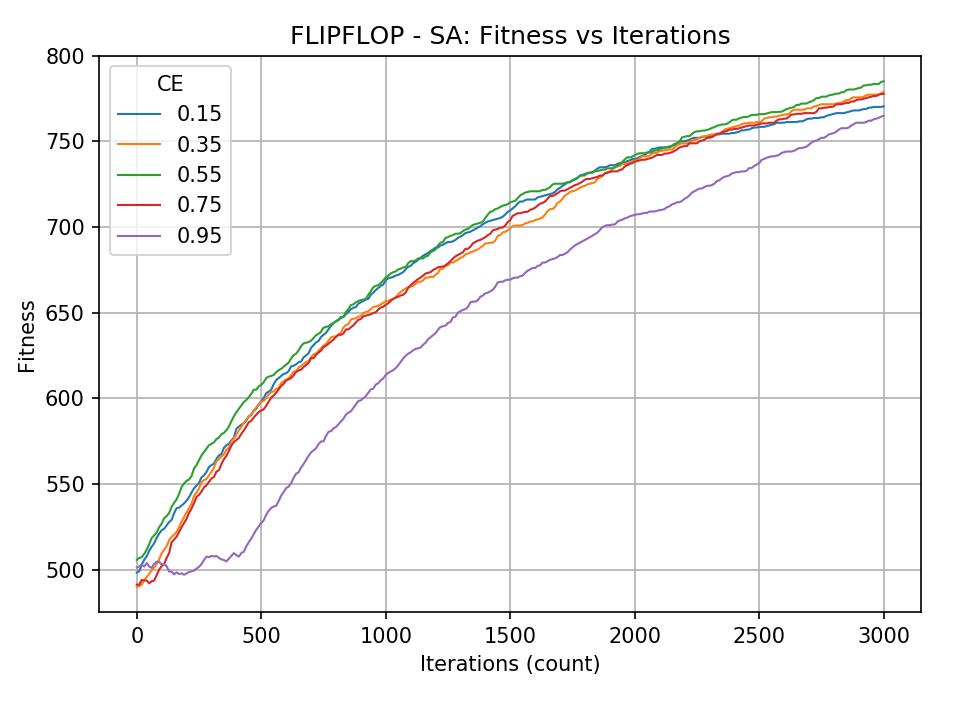 FLIPFLOP - SA: Fitness vs Iterations
CE
0.15
0.35
0.55
0.75
0.95
800
750
700
650
600
550
500
Fitness
0 500 1000 1500 2000 2500 3000
Iterations (count)